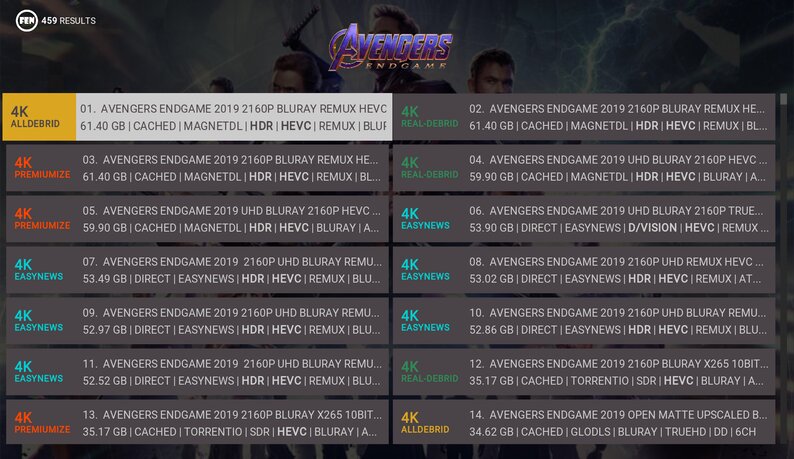 FEN 459 RESULTS
AVENGERS
ENDGAME
4K
ALLDEBRID
01. AVENGERS ENDGAME 2019 2160P BLURAY REMUX HEVC
61.40 GB | CACHED | MAGNETDL | HDR | HEVC | REMUX | BLUR
4K
REAL-DEBRID
02. AVENGERS ENDGAME 2019 2160P BLURAY REMUX HE...
61.40 GB | CACHED | MAGNETDL | HDR | HEVC | REMUX | BL...
4K
PREMIUMIZE
03. AVENGERS ENDGAME 2019 2160P BLURAY REMUX HE...
61.40 GB | CACHED | MAGNETDL | HDR | HEVC | REMUX | BL...
4K
REAL-DEBRID
04. AVENGERS ENDGAME 2019 UHD BLURAY 2160P HEVC ...
59.90 GB | CACHED | MAGNETDL | HDR | HEVC | BLURAY | A...
4K
PREMIUMIZE
05. AVENGERS ENDGAME 2019 UHD BLURAY 2160P HEVC ...
59.90 GB | CACHED | MAGNETDL | HDR | HEVC | BLURAY | A...
4K
EASYNEWS
06. AVENGERS ENDGAME 2019 UHD BLURAY 2160P TRUE...
53.90 GB | DIRECT | EASYNEWS | D/VISION | HEVC | REMUX ...
4K
EASYNEWS
07. AVENGERS ENDGAME 2019 2160P UHD BLURAY REMU...
53.49 GB | DIRECT | EASYNEWS | HDR | HEVC | REMUX | BLU...
4K
EASYNEWS
08. AVENGERS ENDGAME 2019 2160P UHD REMUX HEVC ...
53.02 GB | DIRECT | EASYNEWS | HDR | HEVC | REMUX | AT...
4K
EASYNEWS
09. AVENGERS ENDGAME 2019 2160P UHD BLURAY REMU...
52.97 GB | DIRECT | EASYNEWS | HDR | HEVC | REMUX | BLU...
4K
EASYNEWS
10. AVENGERS ENDGAME 2019 2160P UHD BLURAY REMU...
52.86 GB | DIRECT | EASYNEWS | HDR | HEVC | REMUX | BLU...
4K
EASYNEWS
11. AVENGERS ENDGAME 2019 2160P UHD BLURAY REMU...
52.52 GB | DIRECT | EASYNEWS | HDR | HEVC | REMUX | BLU...
4K
REAL-DEBRID
12. AVENGERS ENDGAME 2019 2160P BLURAY X265 10BIT...
35.17 GB | CACHED | TORRENTIO | SDR | HEVC | BLURAY | A...
4K
PREMIUMIZE
13. AVENGERS ENDGAME 2019 2160P BLURAY X265 10BIT...
35.17 GB | CACHED | TORRENTIO | SDR | HEVC | BLURAY | A...
4K
ALLDEBRID
14. AVENGERS ENDGAME 2019 OPEN MATTE UPSCALED B...
34.62 GB | CACHED | GLODLS | BLURAY | TRUEHD | DD | 6CH